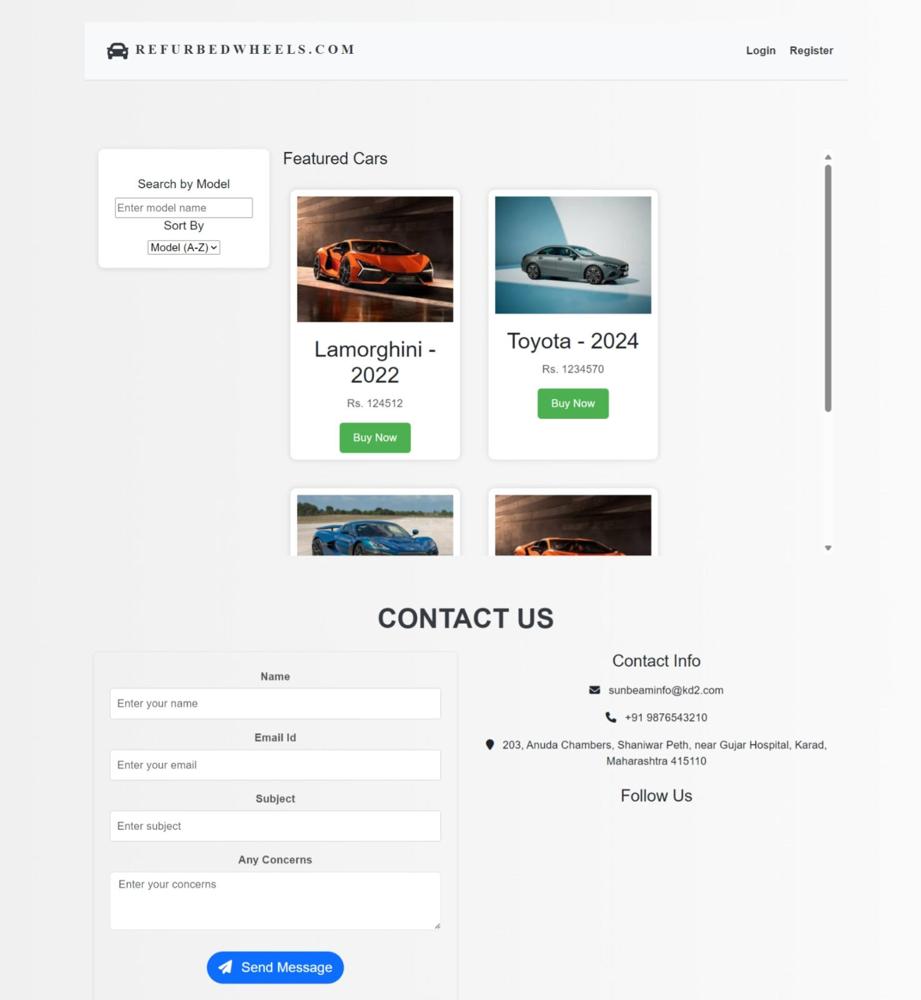 REFURBEDWHEELS.COM
Login Register
Search by Model
Enter model name
Sort By
Model (A-Z)
Featured Cars
Lamorghini -
2022
Rs. 124512
Buy Now
Toyota - 2024
Rs. 1234570
Buy Now
CONTACT US
Name
Enter your name
Email Id
Enter your email
Subject
Enter subject
Any Concerns
Enter your concerns
Send Message
Contact Info
sunbeaminfo@kd2.com
+91 9876543210
203, Anuda Chambers, Shaniwar Peth, near Gujar Hospital, Karad,
Maharashtra 415110
Follow Us